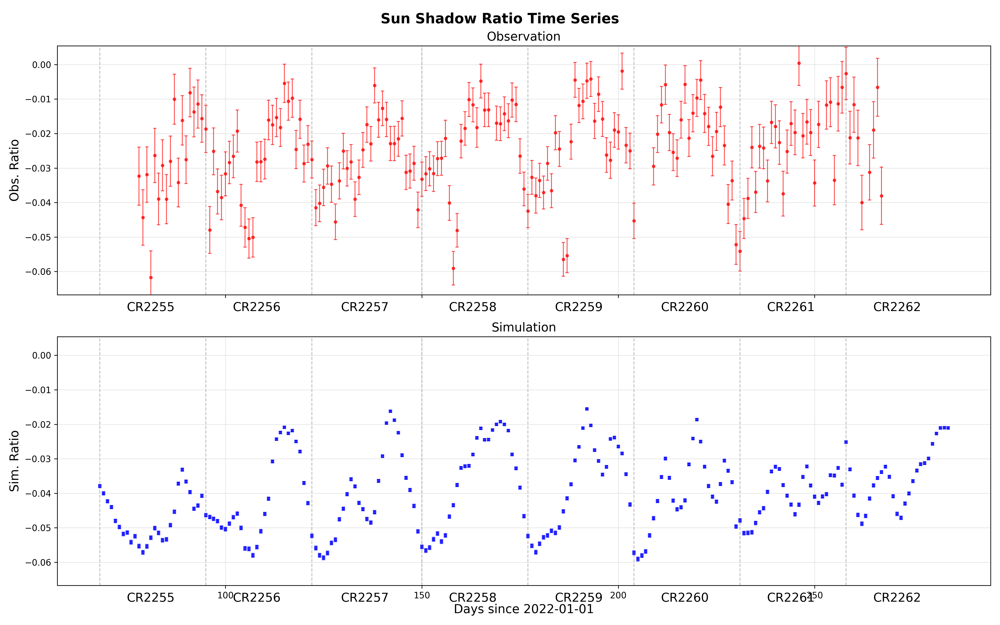 Sun Shadow Ratio Time Series
Observation
Obs. Ratio
0.00
−0.01
−0.02
−0.03
−0.04
−0.05
−0.06
CR2255 CR2256 CR2257 CR2258 CR2259 CR2260 CR2261 CR2262
Simulation
Sim. Ratio
0.00
−0.01
−0.02
−0.03
−0.04
−0.05
−0.06
100 150 200 250
CR2255 CR2256 CR2257 CR2258 CR2259 CR2260 CR2261 CR2262
Days since 2022-01-01